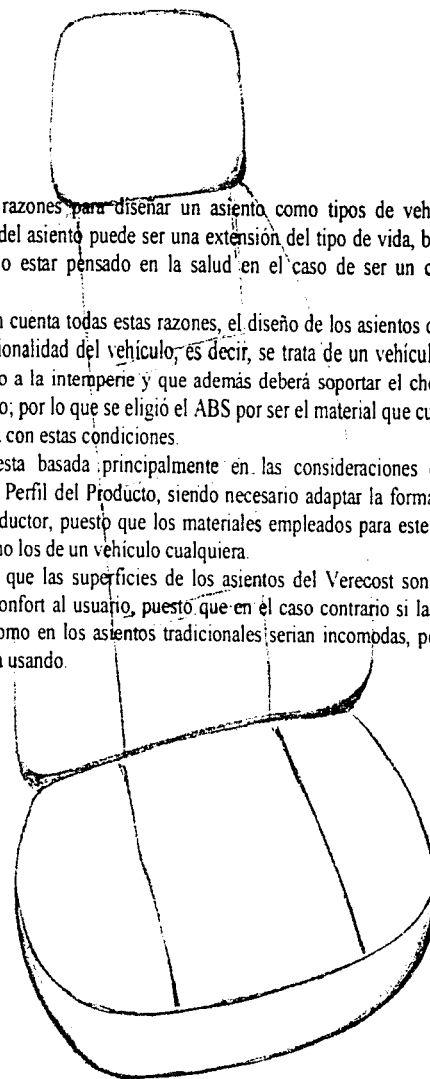 razones para diseñar un asiento como tipos de veh
del asiento puede ser una extensión del tipo de vida, b
o estar pensado en la salud en el caso de ser un c
n cuenta todas estas razones, el diseño de los asientos c
ionalidad del vehículo, es decir, se trata de un vehícul
o a la intemperie y que además deberá soportar el cho
o; por lo que se eligió el ABS por ser el material que cu
con estas condiciones.
esta basada principalmente en las consideraciones
Perfil del Producto, siendo necesario adaptar la forma
ductor, puesto que los materiales empleados para este
no los de un vehículo cualquiera.
que las superficies de los asientos del Verecost son
onfort al usuario, puesto que en el caso contrario si la
omo en los asientos tradicionales serian incomodas, po
a usando.